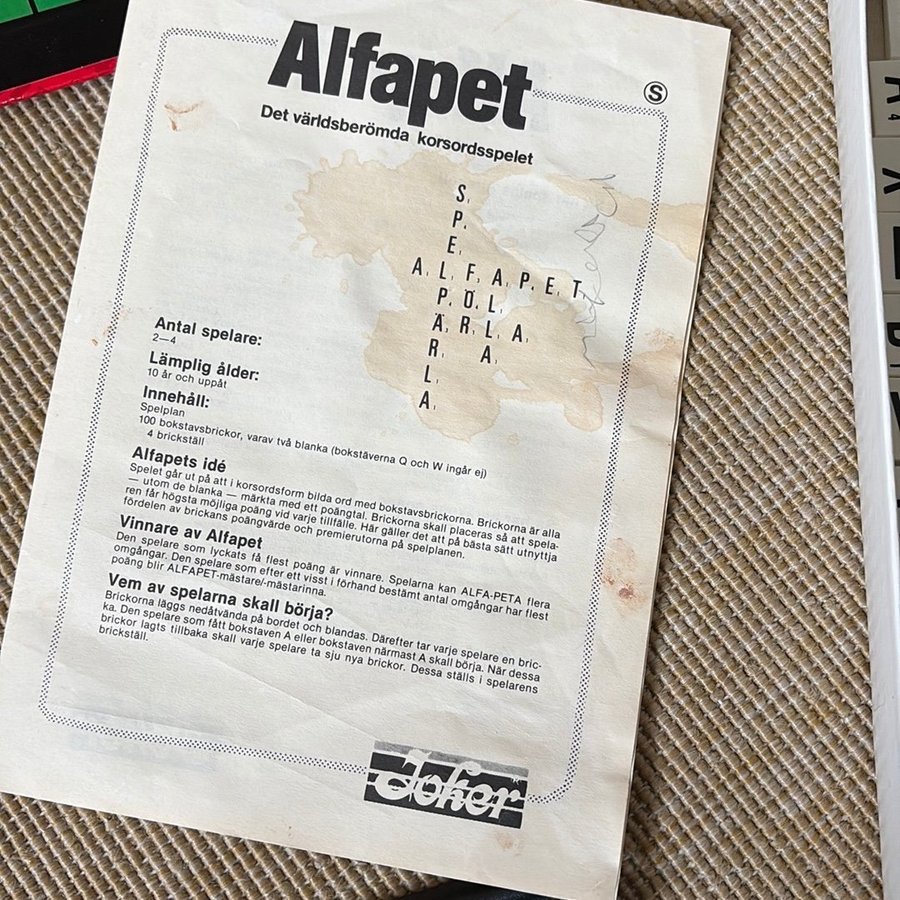 Alfapet
S
Det världsberömda korsordsspelet
S
P
E
A L F A P E T
P Ö L
Ä R L A
R A
L
A
Antal spelare:
2—4
Lämplig ålder:
10 år och uppåt
Innehåll:
Spelplan
100 bokstavsbrickor, varav två blanka (bokstäverna Q och W ingår ej)
4 brickställ
Alfapets idé
Spelet går ut på att i korsordsform bilda ord med bokstavsbrickorna. Brickorna är alla
— utom de blanka — märkta med ett poängtal. Brickorna skall placeras så att spela-
ren får högsta möjliga poäng vid varje tillfälle. Här gäller det att på bästa sätt utnyttja
fördelen av brickans poängvärde och premierutorna på spelplanen.
Vinnare av Alfapet
Den spelare som lyckats få flest poäng är vinnare. Spelarna kan ALFA-PETA flera
omgångar. Den spelare som efter ett visst i förhand bestämt antal omgångar har flest
poäng blir ALFAPET-mästare/-mästarinna.
Vem av spelarna skall börja?
Brickorna läggs nedåtvända på bordet och blandas. Därefter tar varje spelare en bric-
ka. Den spelare som fått bokstaven A eller bokstaven närmast A skall börja. När dessa
brickor lagts tillbaka skall varje spelare ta sju nya brickor. Dessa ställs i spelarens
brickställ.
Joker